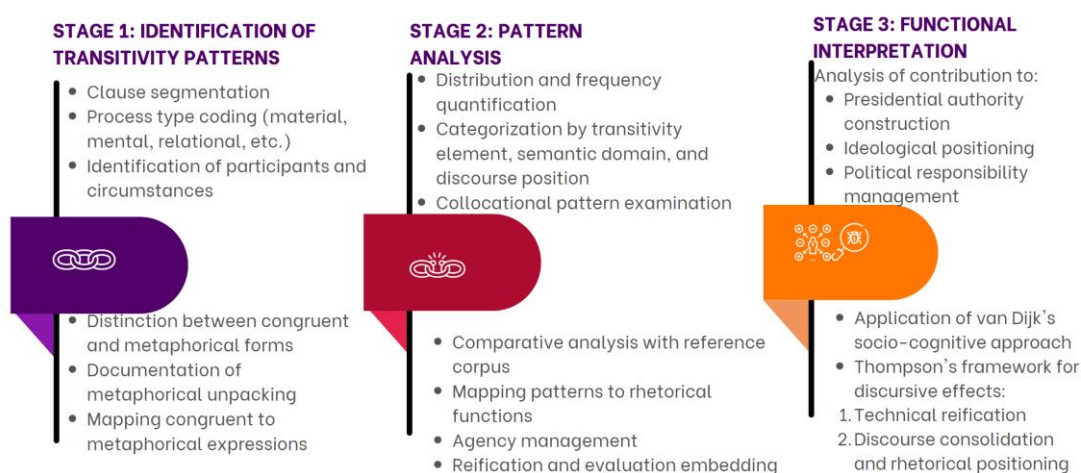 STAGE 1: IDENTIFICATION OF
TRANSITIVITY PATTERNS
• Clause segmentation
• Process type coding (material,
mental, relational, etc.)
• Identification of participants and
circumstances
• Distinction between congruent
and metaphorical forms
• Documentation of
metaphorical unpacking
• Mapping congruent to
metaphorical expressions
STAGE 2: PATTERN
ANALYSIS
• Distribution and frequency
quantification
• Categorization by transitivity
element, semantic domain, and
discourse position
• Collocational pattern examination
• Comparative analysis with reference
corpus
• Mapping patterns to rhetorical
functions
• Agency management
• Reification and evaluation embedding
STAGE 3: FUNCTIONAL
INTERPRETATION
Analysis of contribution to:
• Presidential authority
construction
• Ideological positioning
• Political responsibility
management
• Application of van Dijk's
socio-cognitive approach
• Thompson's framework for
discursive effects:
1. Technical reification
2. Discourse consolidation
and rhetorical positioning